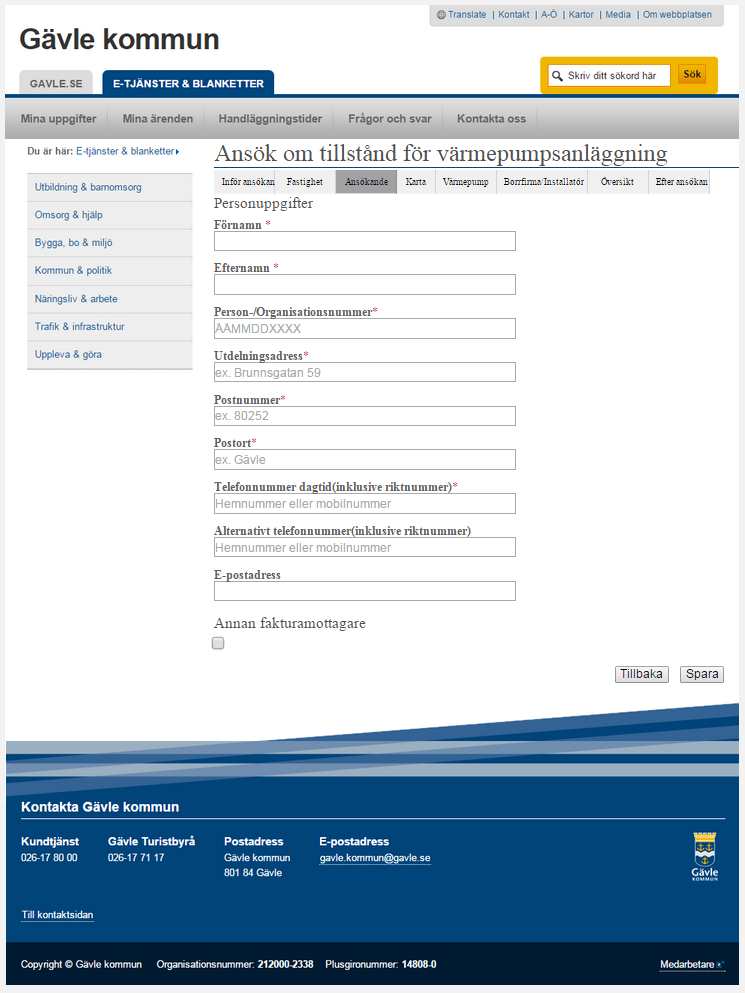 Translate | Kontakt | A-Ö | Kartor | Media | Om webbplatsen
Gävle kommun
GAVLE.SE
E-TJÄNSTER & BLANKETTER
Skriv ditt sökord här
Sök
Mina uppgifter
Mina ärenden
Handläggningstider
Frågor och svar
Kontakta oss
Du är här: E-tjänster & blanketter
Utbildning & barnomsorg
Omsorg & hjälp
Bygga, bo & miljö
Kommun & politik
Näringsliv & arbete
Trafik & infrastruktur
Uppleva & göra
Ansök om tillstånd för värmepumpsanläggning
Inför ansökan
Fastighet
Ansökande
Karta
Värmepump
Borrfirma/Installatör
Översikt
Efter ansökan
Personuppgifter
Förnamn *
Efternamn *
Person-/Organisationsnummer*
ÅÅMMDDXXXX
Utdelningsadress*
ex. Brunnsgatan 59
Postnummer*
ex. 80252
Postort*
ex. Gävle
Telefonnummer dagtid(inklusive riktnummer)*
Hemnummer eller mobilnummer
Alternativt telefonnummer(inklusive riktnummer)
Hemnummer eller mobilnummer
E-postadress
Annan fakturamottagare
Tillbaka
Spara
Kontakta Gävle kommun
Kundtjänst
026-17 80 00
Gävle Turistbyrå
026-17 71 17
Postadress
Gävle kommun
801 84 Gävle
E-postadress
gavle.kommun@gavle.se
Gävle
KOMMUN
Till kontaktsidan
Copyright © Gävle kommun
Organisationsnummer: 212000-2338
Plusgironummer: 14808-0
Medarbetare